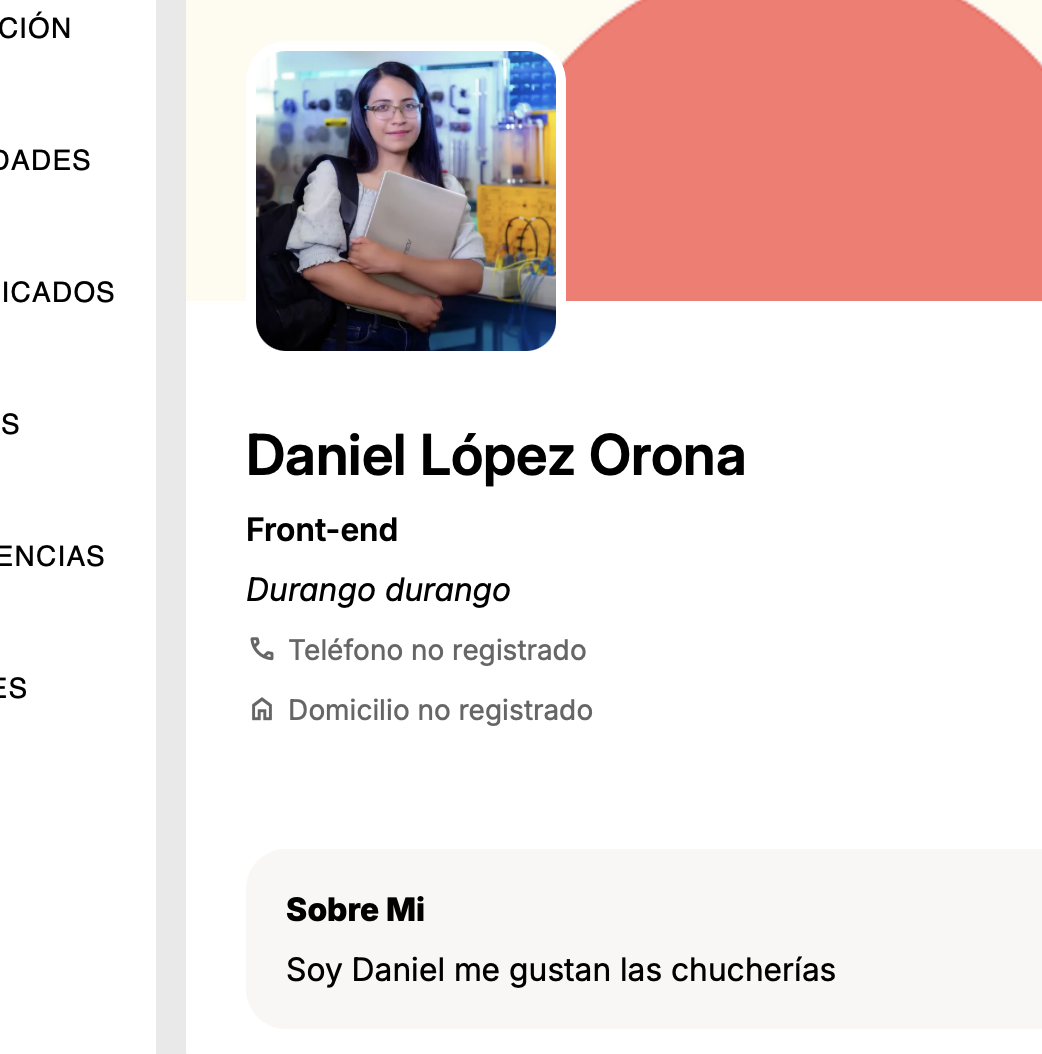 CIÓN
DADES
ICADOS
S
ENCIAS
ES
Daniel López Orona
Front-end
Durango durango
Teléfono no registrado
Domicilio no registrado
Sobre Mi
Soy Daniel me gustan las chucherías